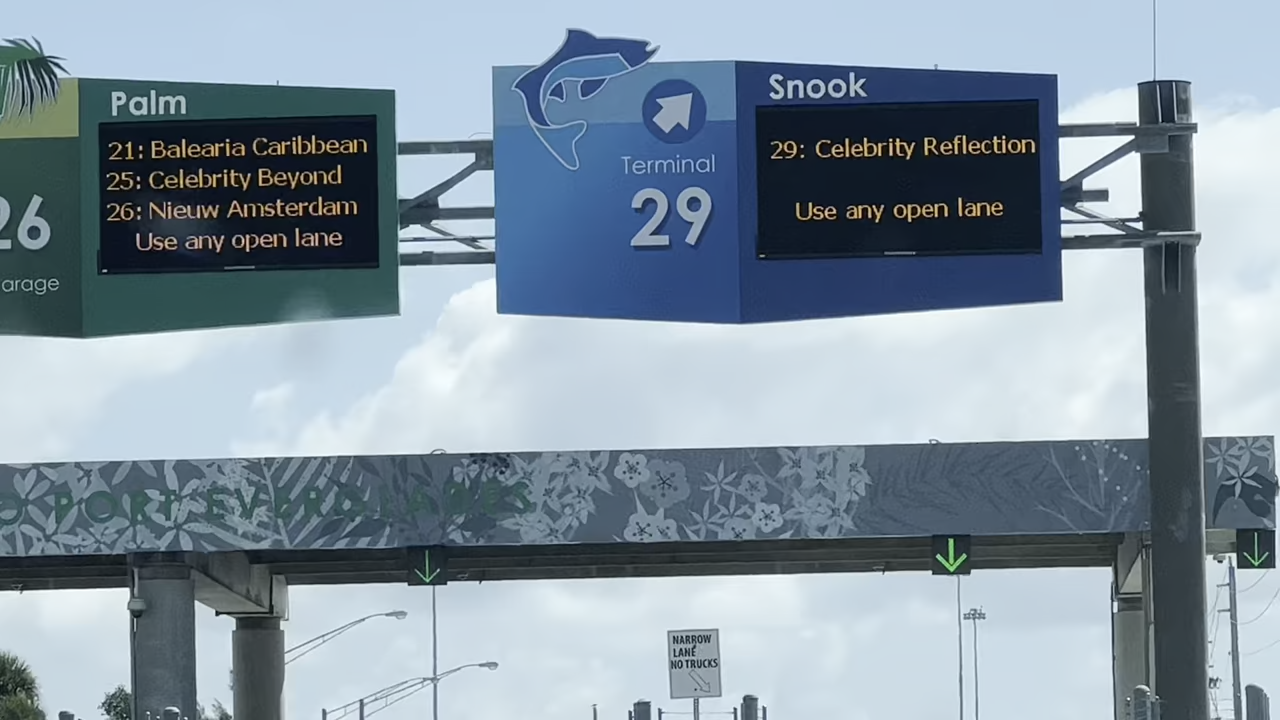 Palm
21: Balearia Caribbean
25: Celebrity Beyond
26: Nieuw Amsterdam
Use any open lane
26
arage
Terminal
29
Snook
29: Celebrity Reflection
Use any open lane
O PORT EVERGLADES
NARROW
LANE
NO TRUCKS